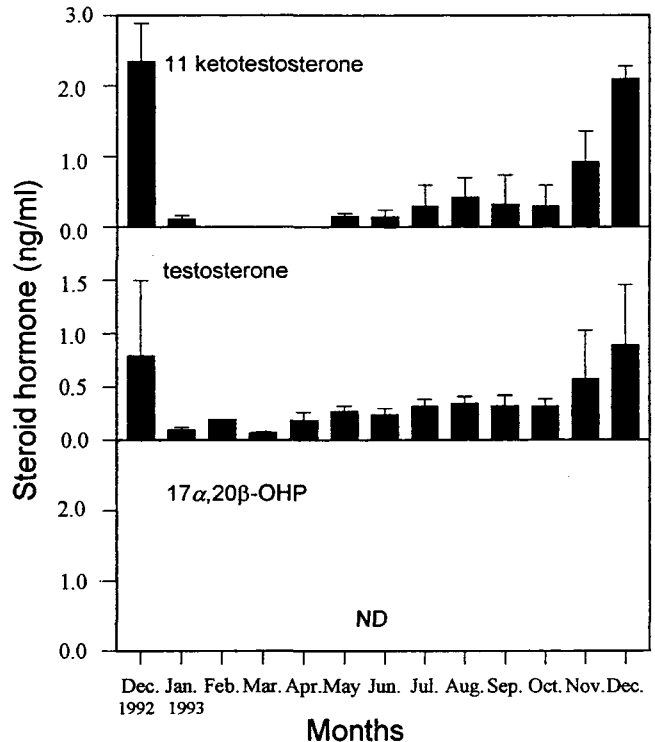 Steroid hormone (ng/ml)
3.0
11 ketotestosterone
2.0
1.0
0.0
testosterone
1.5
1.0
0.5
0.0
17α,20β-OHP
2.0
1.0
ND
0.0
Dec. Jan. Feb. Mar. Apr. May Jun. Jul. Aug. Sep. Oct. Nov. Dec.
1992 1993
Months